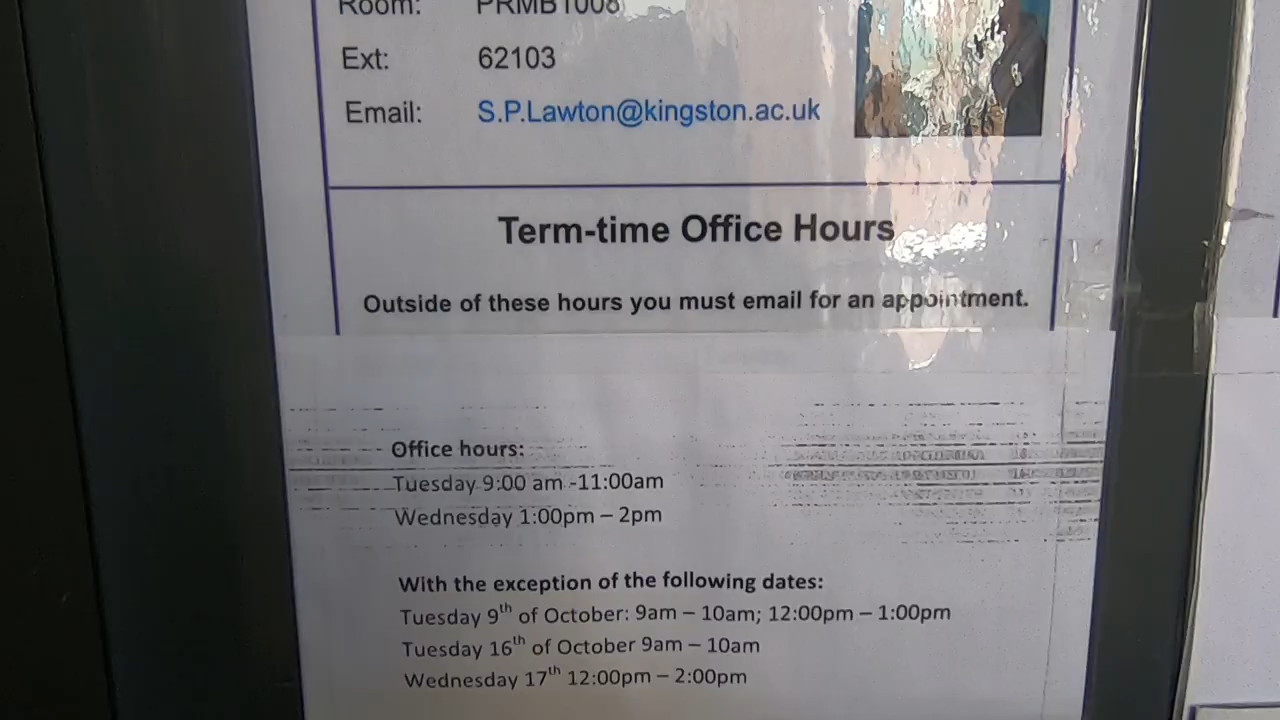 Room: PRMB1008
Ext: 62103
Email: S.P.Lawton@kingston.ac.uk
Term-time Office Hours
Outside of these hours you must email for an appointment.
Office hours:
Tuesday 9:00 am -11:00am
Wednesday 1:00pm – 2pm
With the exception of the following dates:
Tuesday 9th of October: 9am – 10am; 12:00pm – 1:00pm
Tuesday 16th of October 9am – 10am
Wednesday 17th 12:00pm – 2:00pm